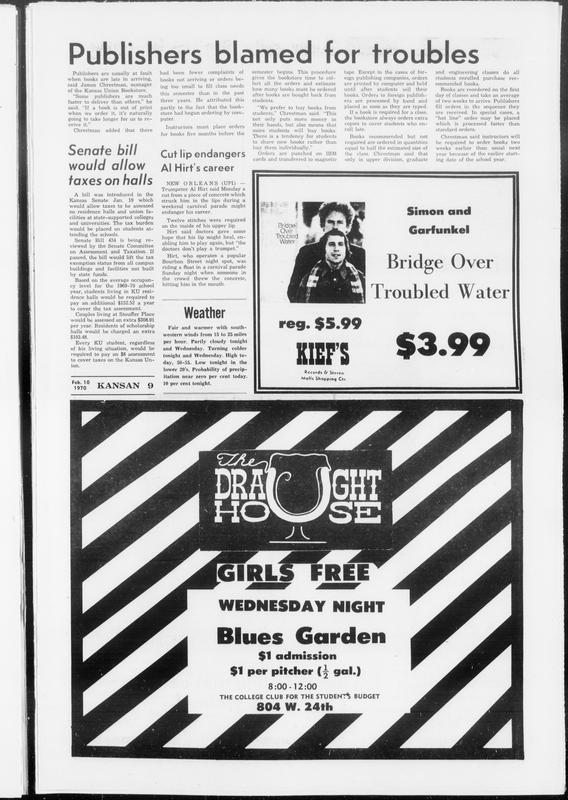 Publishers blamed for troubles
Publishers are usually at fault
when books are late in arriving,
said James Chrestman, manager
of the Kansas Union Bookstore.
"Some publishers are much
faster to deliver than others," he
said. "If a book is out of print
when we order it, it's naturally
going to take longer for us to re-
ceive it."
Chrestman added that there
had been fewer complaints of
books not arriving or orders be-
ing too small to fill class needs
this semester than in the past
three years. He attributed this
partly to the fact that the book-
store had begun ordering by com-
puter.
Instructors must place orders
for books five months before the
semester begins. This procedure
gives the bookstore time to col-
lect all the orders and estimate
how many books must be ordered
after books are bought back from
students.
"We prefer to buy books from
students," Chrestman said. "This
not only puts more money in
their hands, but also means that
more students will buy books.
There is a tendency for students
to share new books rather than
buy them individually."
Orders are punched on IBM
cards and transferred to magnetic
tape. Except in the cases of for-
eign publishing companies, orders
are printed by computer and held
until after students sell their
books. Orders to foreign publish-
ers are processed by hand and
placed as soon as they are typed.
If a book is required for a class,
the bookstore always orders extra
copies to cover students who en-
roll late.
Books recommended but not
required are ordered in quantities
equal to half the estimated size of
the class. Chrestman said that
only in upper division, graduate
and engineering classes do all
students enrolled purchase rec-
ommended books.
Books are reordered on the first
day of classes and take an average
of two weeks to arrive. Publishers
fill orders in the sequence they
are received. In special cases, a
"hot line" order may be placed
which is processed faster than
standard orders.
Chrestman said instructors will
be required to order books two
weeks earlier than usual next
year because of the earlier start-
ing date of the school year.
Senate bill
would allow
taxes on halls
A bill was introduced in the
Kansas Senate Jan. 19 which
would allow taxes to be assessed
on residence halls and union fa-
cilities at state-supported colleges
and universities. The tax burden
would be placed on students at-
tending the schools.
Senate Bill 434 is being re-
viewed by the Senate Committee
on Assessment and Taxation. If
passed, the bill would lift the tax
exemption status from all campus
buildings and facilities not built
by state funds.
Based on the average occupan-
cy level for the 1969-70 school
year, students living in KU resi-
dence halls would be required to
pay an additional $152.52 a year
to cover the tax assessment.
Couples living at Stouffer Place
would be assessed an extra $308.91
per year. Residents of scholarship
halls would be charged an extra
$103.48.
Every KU student, regardless
of his living situation, would be
required to pay an $8 assessment
to cover taxes on the Kansas Un-
ion.
Feb. 10
1970 KANSAN 9
Cut lip endangers
Al Hirt's career
NEW ORLEANS (UPI) —
Trumpeter Al Hirt said Monday a
cut from a piece of concrete which
struck him in the lips during a
weekend carnival parade might
endanger his career.
Twelve stitches were required
on the inside of his upper lip.
Hirt said doctors gave some
hope that his lip might heal, en-
abling him to play again, but "the
doctors don't play a trumpet."
Hirt, who operates a popular
Bourbon Street night spot, was
riding a float in a carnival parade
Sunday night when someone in
the crowd threw the concrete,
hitting him in the mouth.
Weather
Fair and warmer with south-
western winds from 15 to 25 miles
per hour. Partly cloudy tonight
and Wednesday. Turning colder
tonight and Wednesday. High to-
day, 50-55. Low tonight in the
lower 20's. Probability of precip-
itation near zero per cent today.
10 per cent tonight.
Bridge
Over
Troubled
Water
Simon and
Garfunkel
Bridge Over
Troubled Water
reg. $5.99
KIEF'S
Records & Stereo
Malls Shopping Ctr.
$3.99
The
DRAUGHT
HOUSE
GIRLS FREE
WEDNESDAY NIGHT
Blues Garden
$1 admission
$1 per pitcher (½ gal.)
8:00-12:00
THE COLLEGE CLUB FOR THE STUDENT'S BUDGET
804 W. 24th